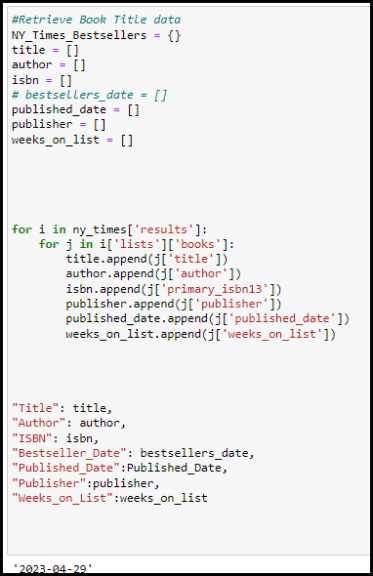 #Retrieve Book Title data
NY_Times_Bestsellers = {}
title = []
author = []
isbn = []
# bestsellers_date = []
published_date = []
publisher = []
weeks_on_list = []
for i in ny_times['results']:
    for j in i['lists']['books']:
        title.append(j['title'])
        author.append(j['author'])
        isbn.append(j['primary_isbn13'])
        publisher.append(j['publisher'])
        published_date.append(j['published_date'])
        weeks_on_list.append(j['weeks_on_list'])
"Title": title,
"Author": author,
"ISBN": isbn,
"Bestseller_Date": bestsellers_date,
"Published_Date":Published_Date,
"Publisher":publisher,
"Weeks_on_List":weeks_on_list
'2023-04-29'